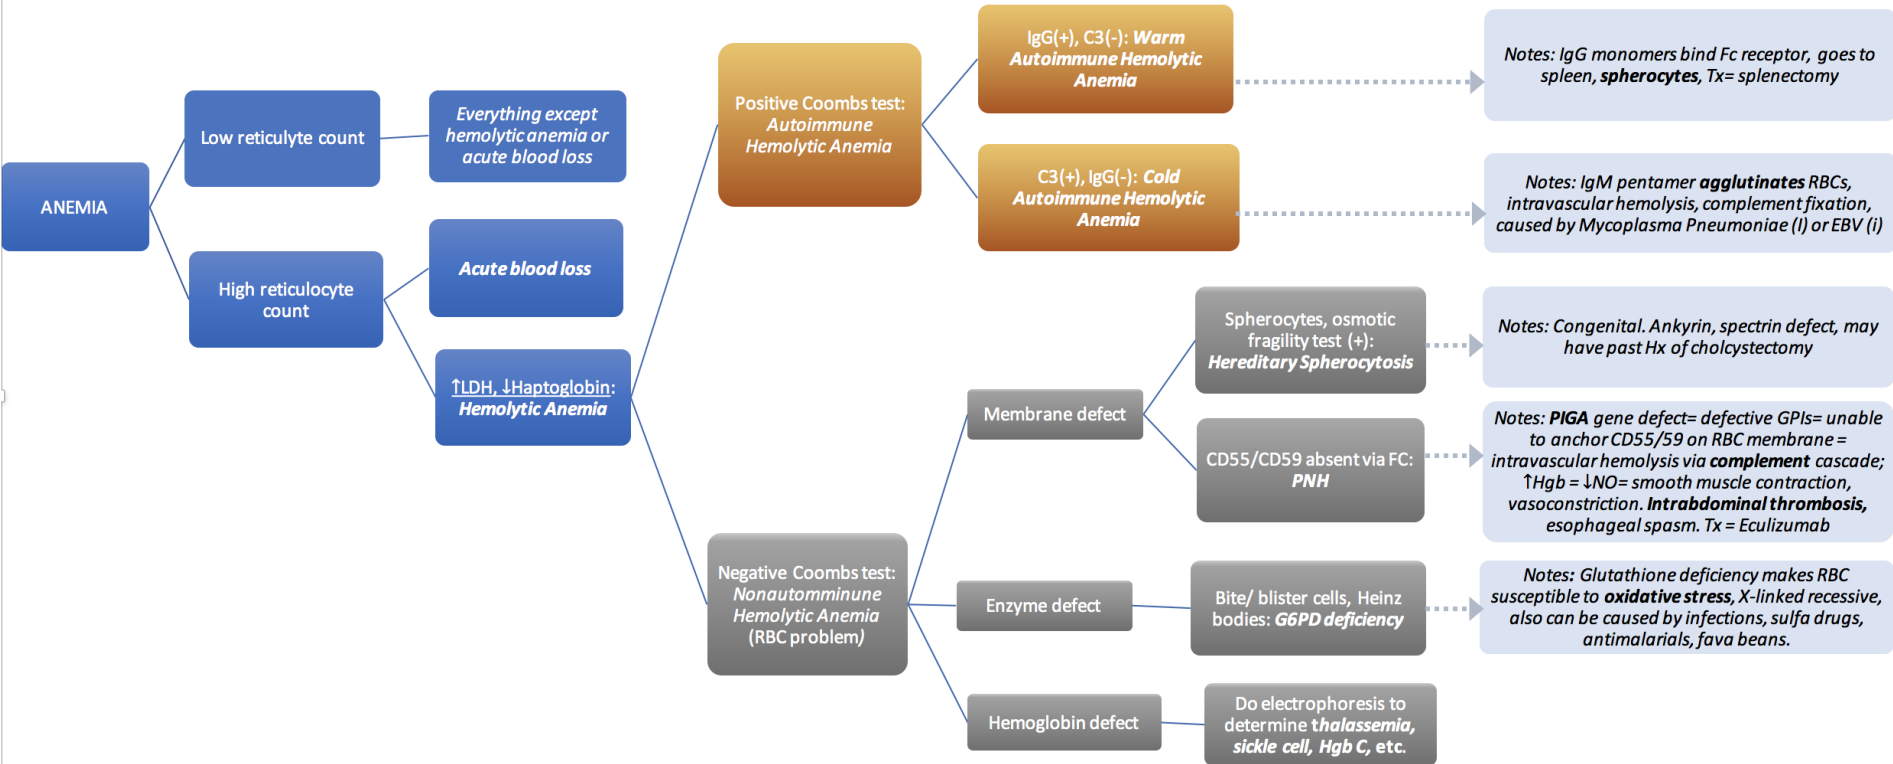 ANEMIA
Low reticulyte count
Everything except
hemolytic anemia or
acute blood loss
High reticulocyte
count
Acute blood loss
↑LDH, ↓Haptoglobin:
Hemolytic Anemia
Positive Coombs test:
Autoimmune
Hemolytic Anemia
IgG(+), C3(-): Warm
Autoimmune Hemolytic
Anemia
Notes: IgG monomers bind Fc receptor, goes to
spleen, spherocytes, Tx= splenectomy
C3(+), IgG(-): Cold
Autoimmune Hemolytic
Anemia
Notes: IgM pentamer agglutinates RBCs,
intravascular hemolysis, complement fixation,
caused by Mycoplasma Pneumoniae (I) or EBV (i)
Negative Coombs test:
Nonautomminune
Hemolytic Anemia
(RBC problem)
Membrane defect
Spherocytes, osmotic
fragility test (+):
Hereditary Spherocytosis
Notes: Congenital. Ankyrin, spectrin defect, may
have past Hx of cholcystectomy
CD55/CD59 absent via FC:
PNH
Notes: PIGA gene defect= defective GPIs= unable
to anchor CD55/59 on RBC membrane =
intravascular hemolysis via complement cascade;
↑Hgb = ↓NO= smooth muscle contraction,
vasoconstriction. Intrabdominal thrombosis,
esophageal spasm. Tx = Eculizumab
Enzyme defect
Bite/ blister cells, Heinz
bodies: G6PD deficiency
Notes: Glutathione deficiency makes RBC
susceptible to oxidative stress, X-linked recessive,
also can be caused by infections, sulfa drugs,
antimalarials, fava beans.
Hemoglobin defect
Do electrophoresis to
determine thalassemia,
sickle cell, Hgb C, etc.